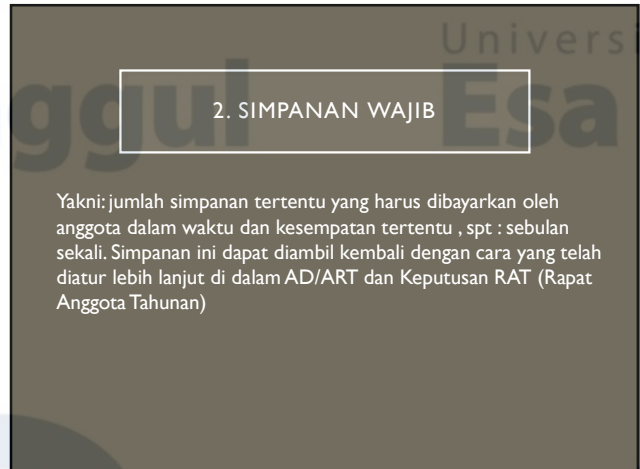 Univers
ggul
Esa
2. SIMPANAN WAJIB
Yakni: jumlah simpanan tertentu yang harus dibayarkan oleh
anggota dalam waktu dan kesempatan tertentu , spt : sebulan
sekali. Simpanan ini dapat diambil kembali dengan cara yang telah
diatur lebih lanjut di dalam AD/ART dan Keputusan RAT (Rapat
Anggota Tahunan)